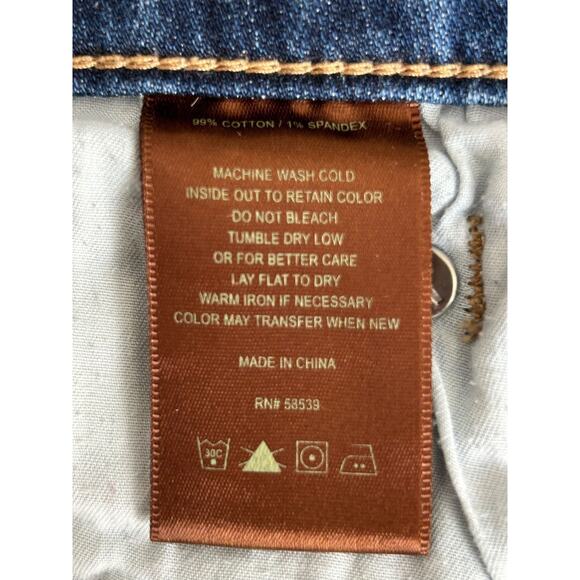 99% COTTON / 1% SPANDEX
MACHINE WASH COLD
INSIDE OUT TO RETAIN COLOR
DO NOT BLEACH
TUMBLE DRY LOW
OR FOR BETTER CARE
LAY FLAT TO DRY
WARM IRON IF NECESSARY
COLOR MAY TRANSFER WHEN NEW
MADE IN CHINA
RN# 58539
30C